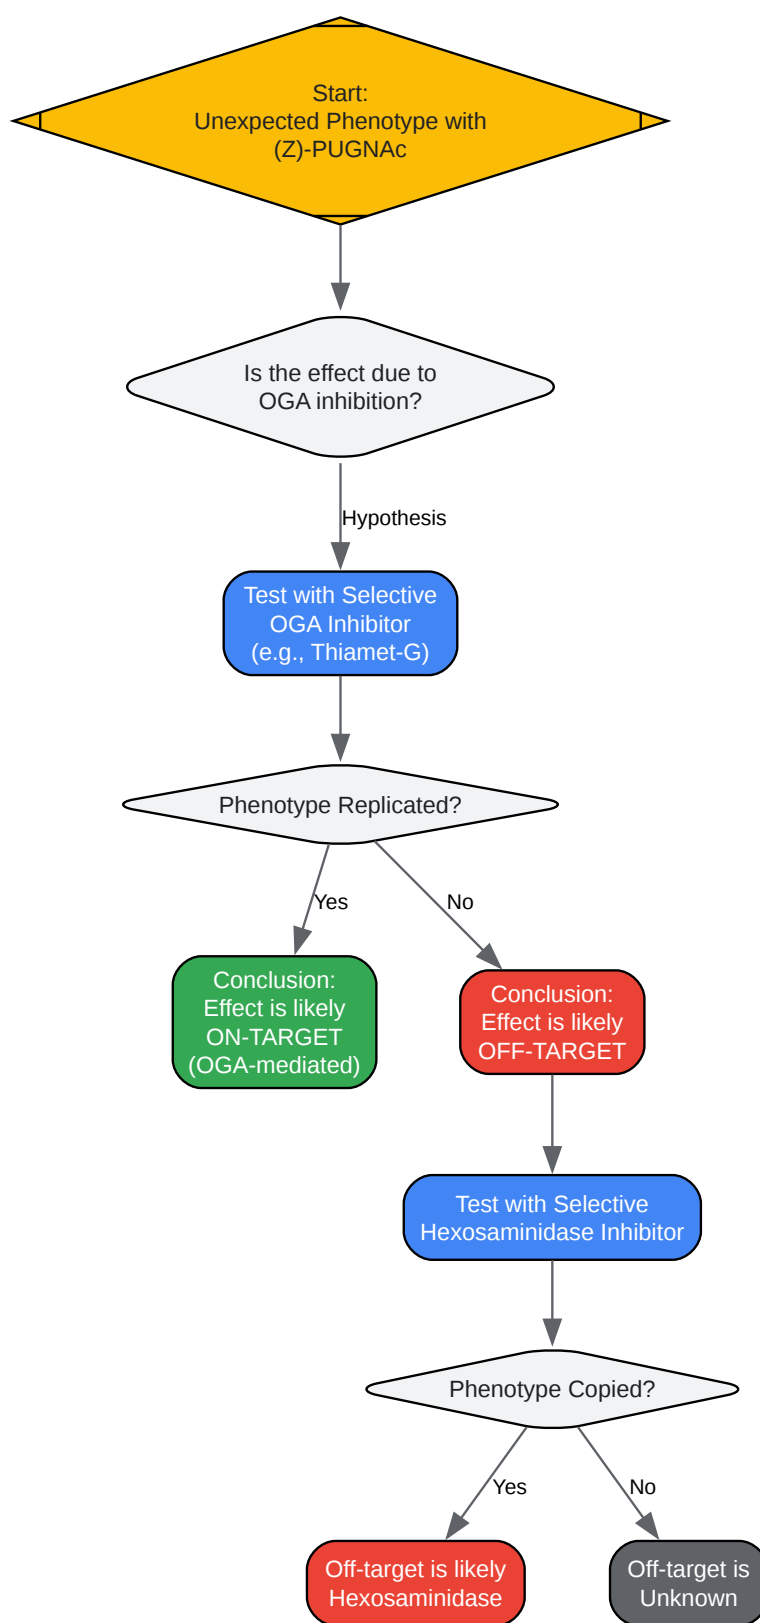 Start:
Unexpected Phenotype with
(Z)-PUGNAc
Is the effect due to
OGA inhibition?
Hypothesis
Test with Selective
OGA Inhibitor
(e.g., Thiamet-G)
Phenotype Replicated?
Yes
No
Conclusion:
Effect is likely
ON-TARGET
(OGA-mediated)
Conclusion:
Effect is likely
OFF-TARGET
Test with Selective
Hexosaminidase Inhibitor
Phenotype Copied?
Yes
No
Off-target is likely
Hexosaminidase
Off-target is
Unknown